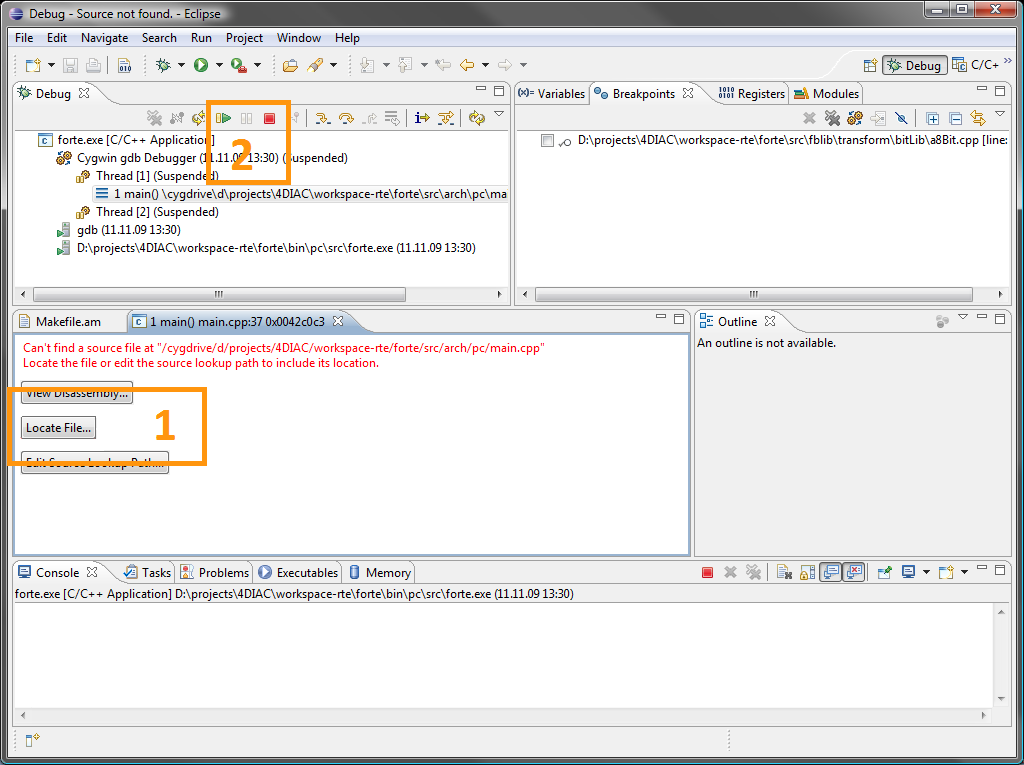 Debug - Source not found. - Eclipse
File Edit Navigate Search Run Project Window Help
Debug C/C++ »
Debug
(x)= Variables Breakpoints Registers Modules
2
forte.exe [C/C++ Application]
Cygwin gdb Debugger (11.11.09 13:30) (Suspended)
Thread [1] (Suspended)
1 main() \cygdrive\d\projects\4DIAC\workspace-rte\forte\src\arch\pc\ma
Thread [2] (Suspended)
gdb (11.11.09 13:30)
D:\projects\4DIAC\workspace-rte\forte\bin\pc\src\forte.exe (11.11.09 13:30)
D:\projects\4DIAC\workspace-rte\forte\src\fblib\transform\bitLib\a8Bit.cpp [line:
Makefile.am 1 main() main.cpp:37 0x0042c0c3
Can't find a source file at "/cygdrive/d/projects/4DIAC/workspace-rte/forte/src/arch/pc/main.cpp"
Locate the file or edit the source lookup path to include its location.
View Disassembly...
Locate File...
1
Edit Source Lookup Path...
Outline
An outline is not available.
Console Tasks Problems Executables Memory
forte.exe [C/C++ Application] D:\projects\4DIAC\workspace-rte\forte\bin\pc\src\forte.exe (11.11.09 13:30)